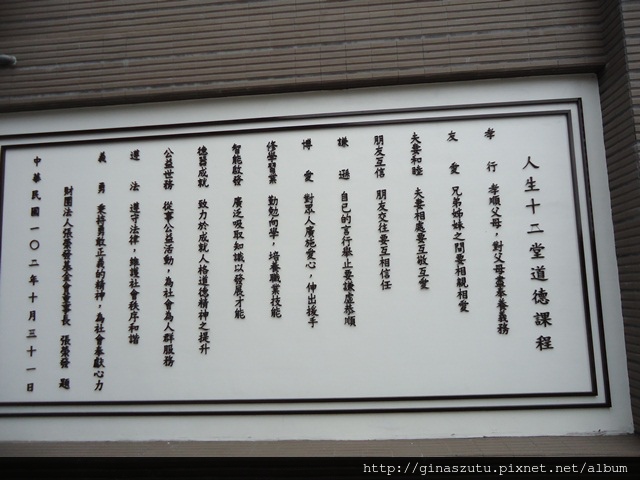 人生十二堂道德課程
孝行 孝順父母，對父母盡奉養義務
友愛 兄弟姊妹之間要相親相愛
夫妻和睦 夫妻相處要互敬互愛
朋友互信 朋友交往要互相信任
謙遜 自己的言行舉止要謙虛恭順
博愛 對眾人廣施愛心，伸出援手
修學習業 勤勉向學，培養職業技能
智能啟發 廣泛吸取知識以發展才能
德器成就 致力於成就人格道德精神之提升
公益世務 從事公益活動，為社會為人群服務
遵法 遵守法律，維護社會秩序和諧
義勇 秉持勇敢正義的精神，為社會奉獻心力
財團法人張榮發基金會董事長 張榮發 題
中華民國一○二年十月三十一日
http://ginaszutu.pixnet.net/album